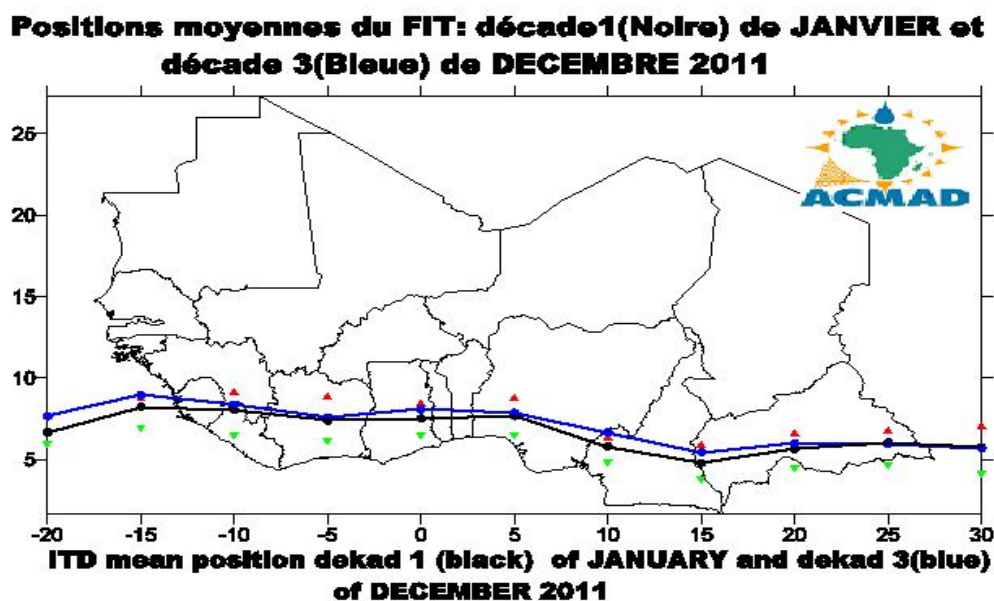 Positions moyennes du FIT: décade1(Noire) de JANVIER et
décade 3(Bleue) de DECEMBRE 2011
25
20
15
10
5
ACMAD
-20 -15 -10 -5 0 5 10 15 20 25 30
ITD mean position dekad 1 (black) of JANUARY and dekad 3(blue)
of DECEMBER 2011